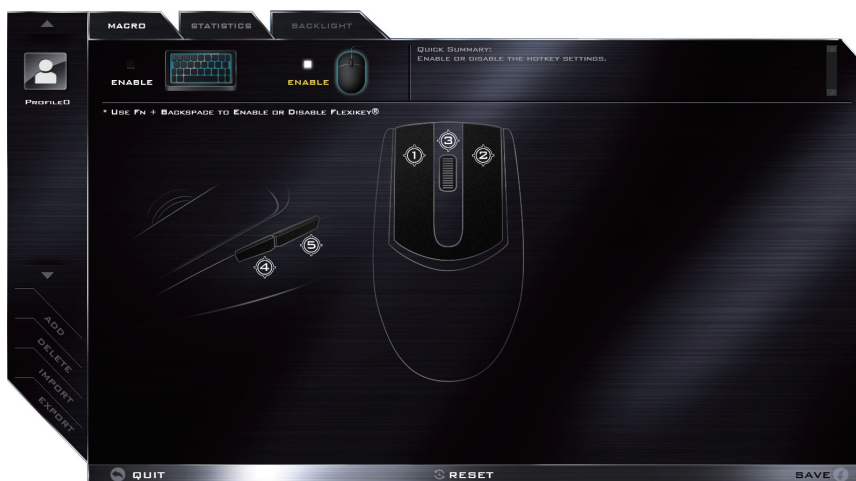 MACRO
STATISTICS
BACKLIGHT
ENABLE
ENABLE
QUICK SUMMARY:
ENABLE OR DISABLE THE HOTKEY SETTINGS.
PROFILE0
* USE FN + BACKSPACE TO ENABLE OR DISABLE FLEXIKEY®
1
3
2
5
4
ADD
DELETE
IMPORT
EXPORT
QUIT
RESET
SAVE